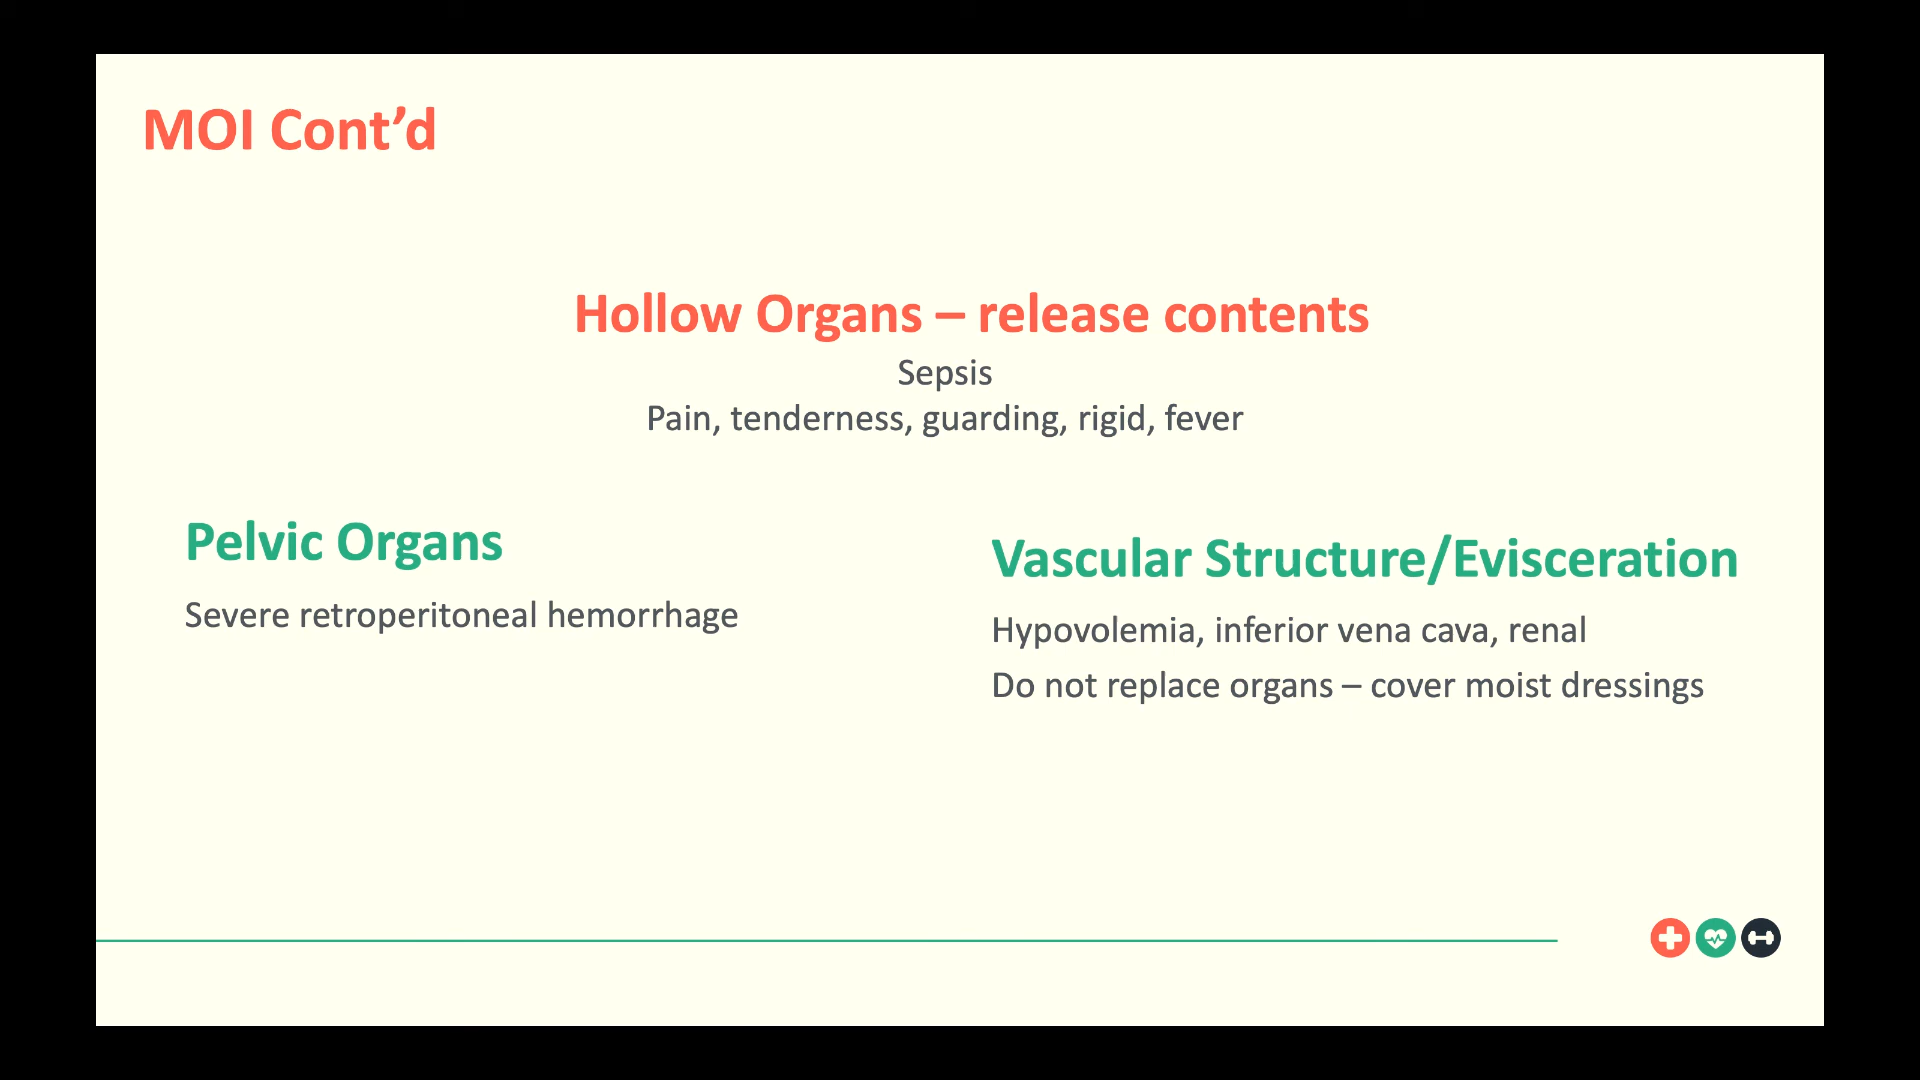 MOI Cont’d
Hollow Organs – release contents
Sepsis
Pain, tenderness, guarding, rigid, fever
Pelvic Organs
Severe retroperitoneal hemorrhage
Vascular Structure/Evisceration
Hypovolemia, inferior vena cava, renal
Do not replace organs – cover moist dressings